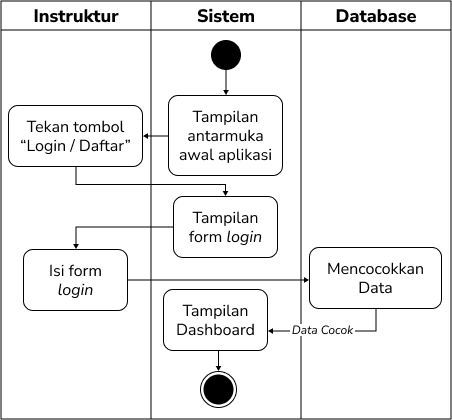 Instruktur
Sistem
Database
Tampilan
antarmuka
awal aplikasi
Tekan tombol
“Login / Daftar”
Tampilan
form login
Isi form
login
Mencocokkan
Data
Data Cocok
Tampilan
Dashboard